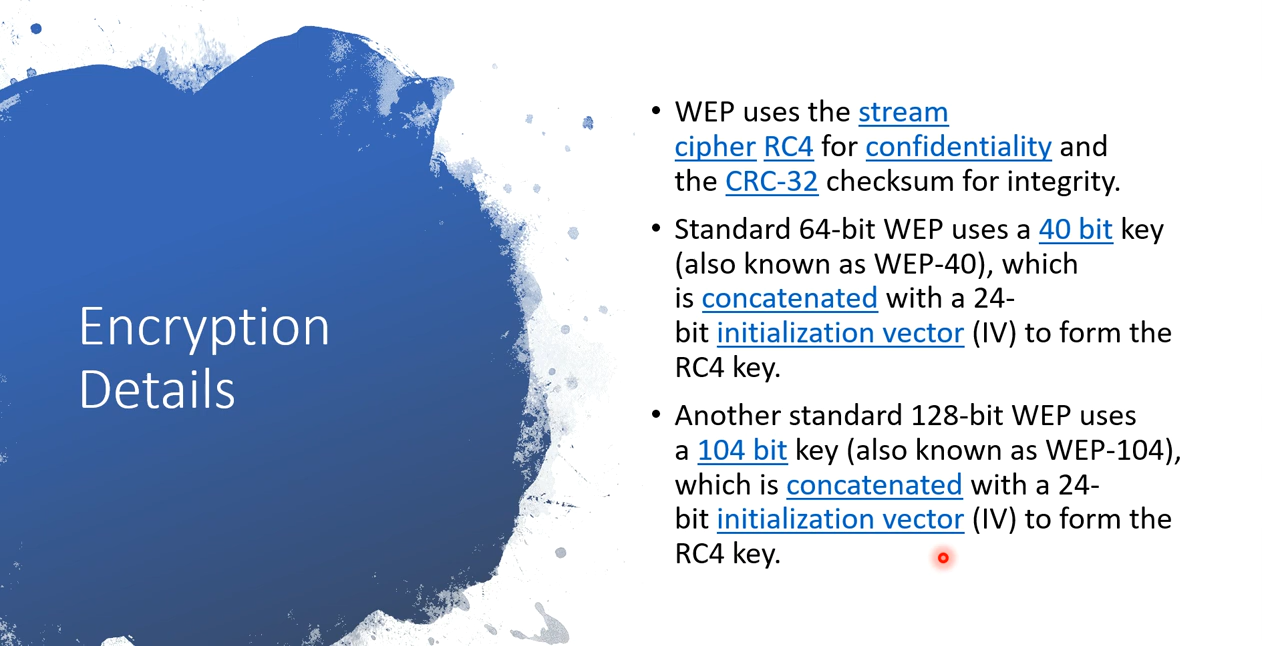 Encryption
Details
• WEP uses the stream
cipher RC4 for confidentiality and
the CRC-32 checksum for integrity.
• Standard 64-bit WEP uses a 40 bit key
(also known as WEP-40), which
is concatenated with a 24-
bit initialization vector (IV) to form the
RC4 key.
• Another standard 128-bit WEP uses
a 104 bit key (also known as WEP-104),
which is concatenated with a 24-
bit initialization vector (IV) to form the
RC4 key.